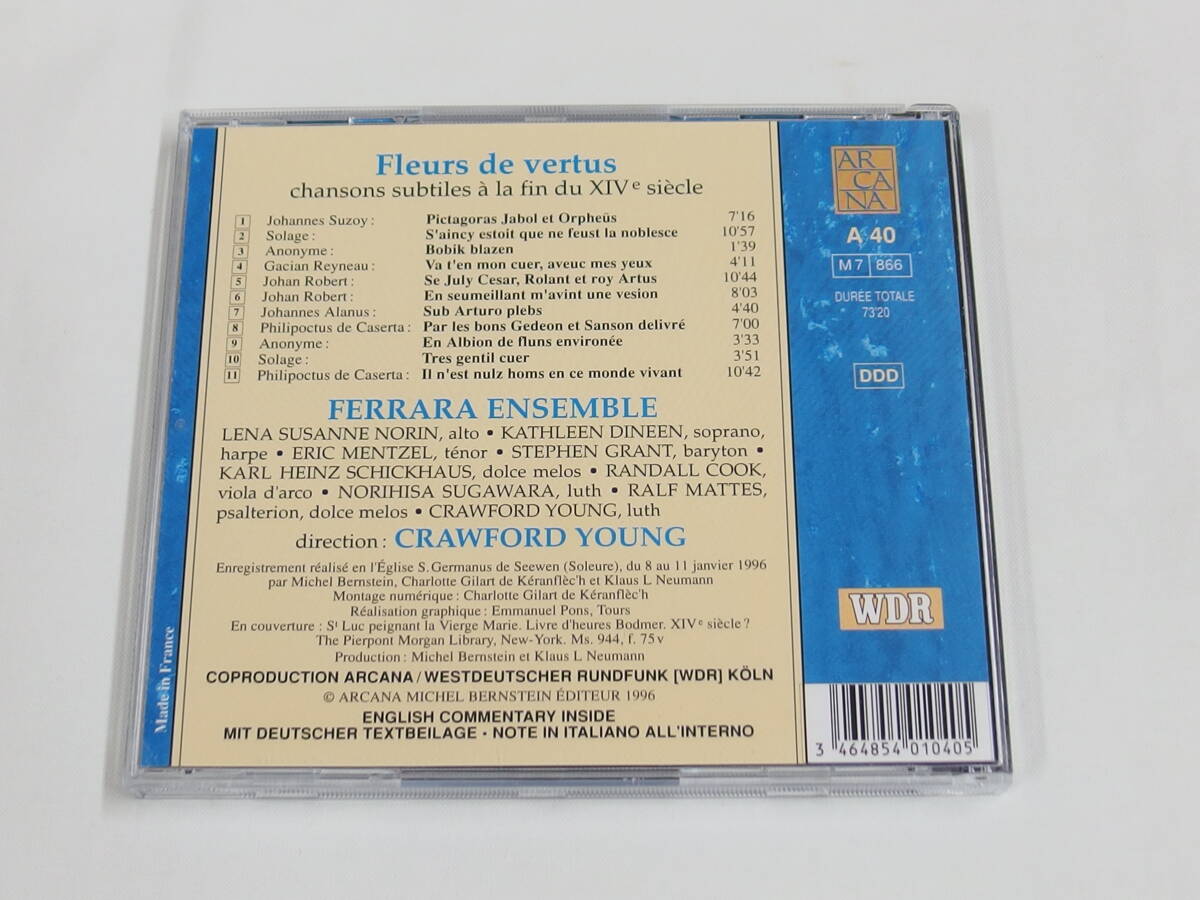 Fleurs de vertus
chansons subtiles à la fin du XIVe siècle
1 Johannes Suzoy : Pictagoras Jabol et Orpheüs 7'16
2 Solage : S'aincy estoit que ne feust la noblesce 10'57
3 Anonyme : Bobik blazen 1'39
4 Gacian Reyneau : Va t'en mon cuer, aveuc mes yeux 4'11
5 Johan Robert : Se July Cesar, Rolant et roy Artus 10'44
6 Johan Robert : En seumeillant m'avint une vesion 8'03
7 Johannes Alanus : Sub Arturo plebs 4'40
8 Philipoctus de Caserta : Par les bons Gedeon et Sanson delivré 7'00
9 Anonyme : En Albion de fluns environée 3'33
10 Solage : Tres gentil cuer 3'51
11 Philipoctus de Caserta : Il n'est nulz homs en ce monde vivant 10'42
FERRARA ENSEMBLE
LENA SUSANNE NORIN, alto • KATHLEEN DINEEN, soprano,
harpe • ERIC MENTZEL, ténor • STEPHEN GRANT, baryton •
KARL HEINZ SCHICKHAUS, dolce melos • RANDALL COOK,
viola d'arco • NORIHISA SUGAWARA, luth • RALF MATTES,
psalterion, dolce melos • CRAWFORD YOUNG, luth
direction : CRAWFORD YOUNG
Enregistrement réalisé en l'Église S. Germanus de Seewen (Soleure), du 8 au 11 janvier 1996
par Michel Bernstein, Charlotte Gilart de Kéranflèc'h et Klaus L Neumann
Montage numérique : Charlotte Gilart de Kéranflèc'h
Réalisation graphique : Emmanuel Pons, Tours
En couverture : St Luc peignant la Vierge Marie. Livre d'heures Bodmer. XIVe siècle ?
The Pierpont Morgan Library, New-York. Ms. 944, f. 75 v
Production : Michel Bernstein et Klaus L Neumann
COPRODUCTION ARCANA / WESTDEUTSCHER RUNDFUNK [WDR] KÖLN
© ARCANA MICHEL BERNSTEIN ÉDITEUR 1996
ENGLISH COMMENTARY INSIDE
MIT DEUTSCHER TEXTBEILAGE • NOTE IN ITALIANO ALL'INTERNO
Made in France
AR
CA
NA
A 40
M7 866
DURÉE TOTALE
73'20
DDD
WDR
3 464854 010405